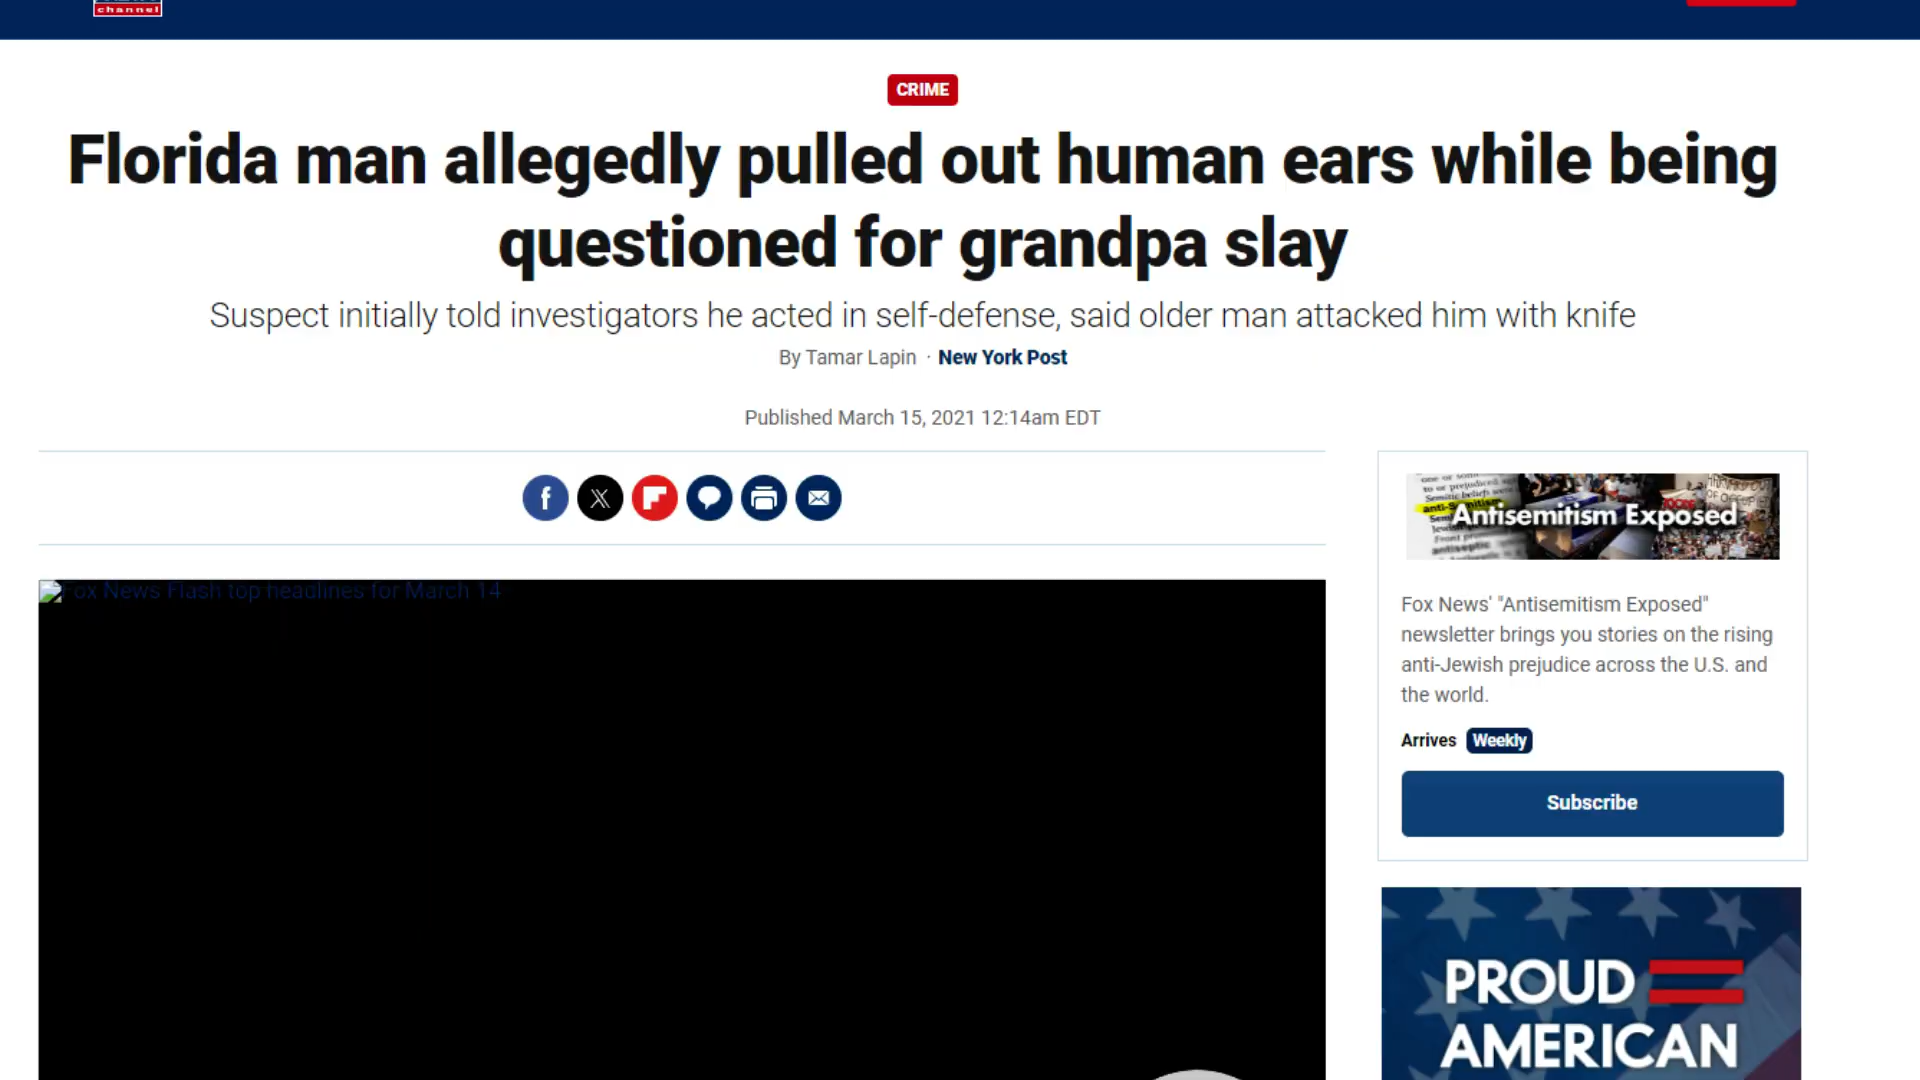 channel
CRIME
Florida man allegedly pulled out human ears while being
questioned for grandpa slay
Suspect initially told investigators he acted in self-defense, said older man attacked him with knife
By Tamar Lapin · New York Post
Published March 15, 2021 12:14am EDT
Fox News Flash top headlines for March 14
anti-Semitism
Antisemitism Exposed
Fox News' "Antisemitism Exposed"
newsletter brings you stories on the rising
anti-Jewish prejudice across the U.S. and
the world.
Arrives Weekly
Subscribe
PROUD
AMERICAN